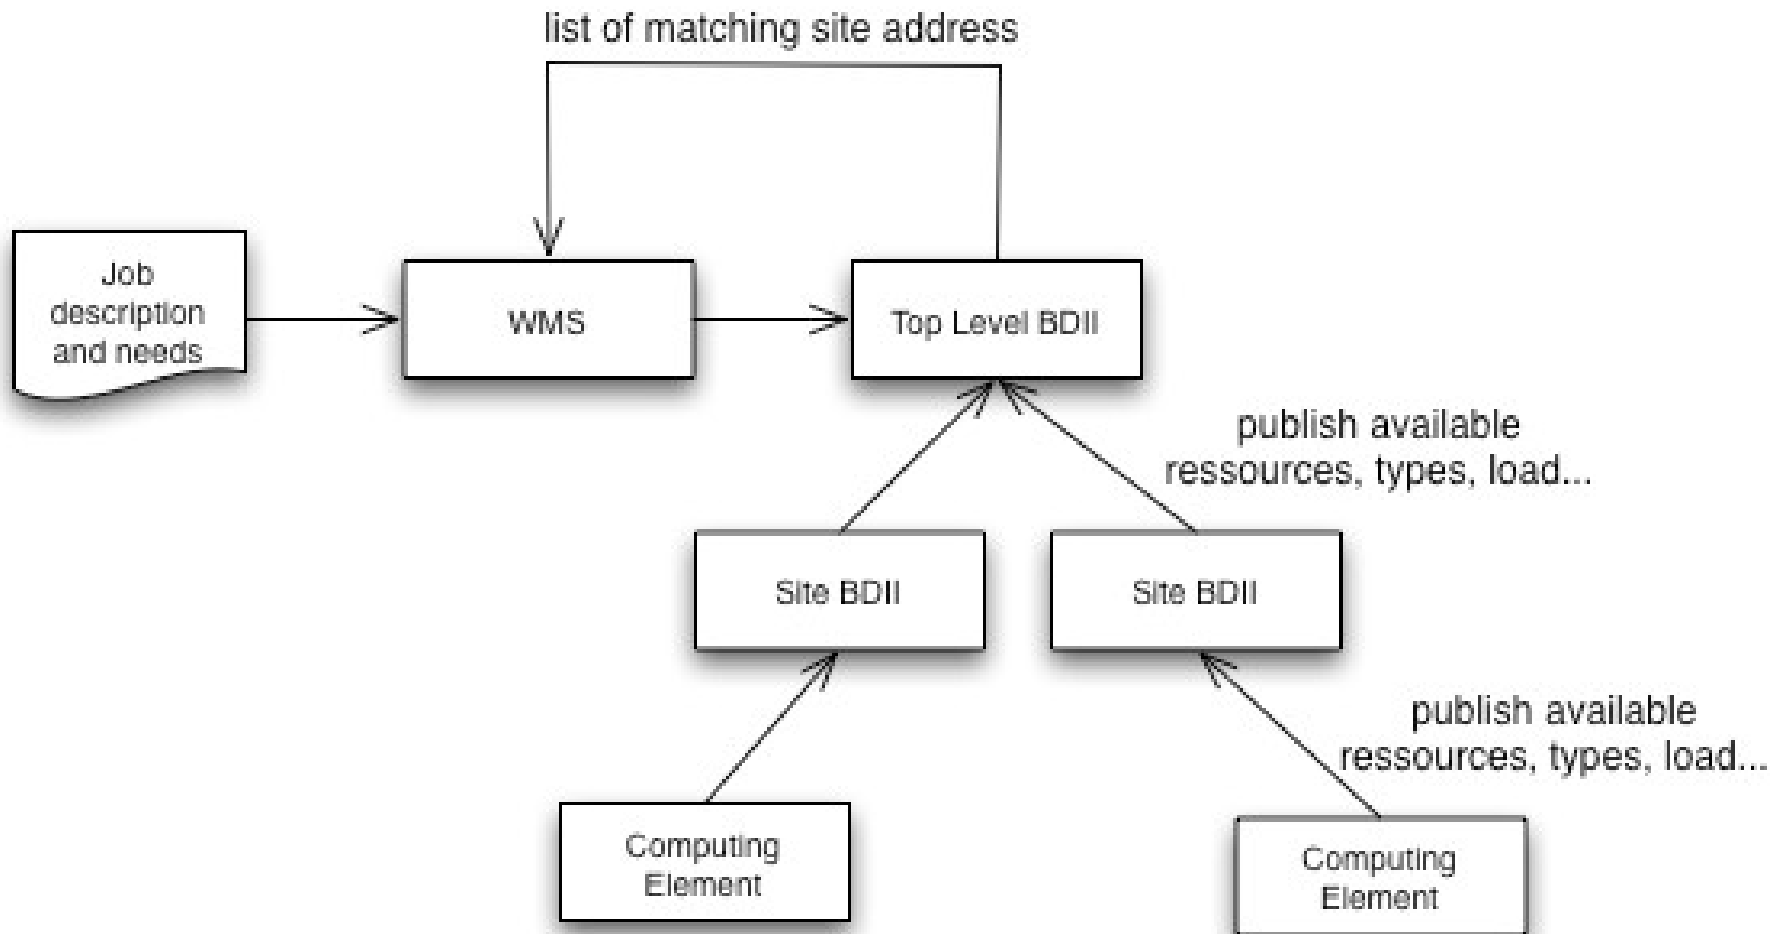 list of matching site address
Job
description
and needs
WMS
Top Level BDII
publish available
ressources, types, load...
Site BDII
Site BDII
publish available
ressources, types, load...
Computing
Element
Computing
Element